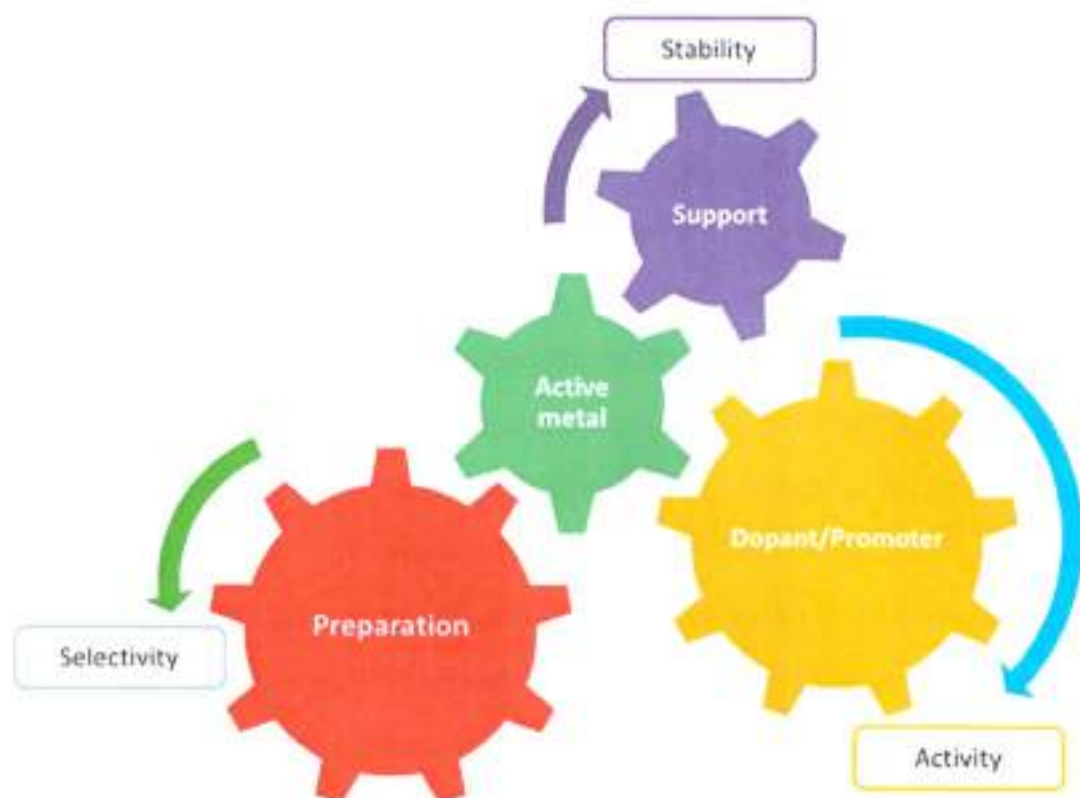 Stability
Support
Active
metal
Dopant/Promoter
Preparation
Selectivity
Activity